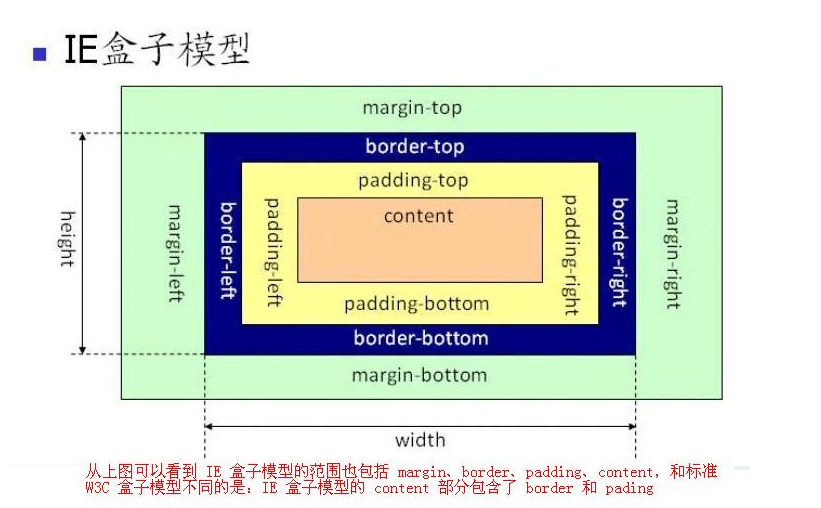 IE盒子模型
margin-top
border-top
padding-top
content
height
margin-left
border-left
padding-left
padding-right
border-right
margin-right
padding-bottom
border-bottom
margin-bottom
width
从上图可以看到 IE 盒子模型的范围也包括 margin、border、padding、content，和标准
W3C 盒子模型不同的是：IE 盒子模型的 content 部分包含了 border 和 pading